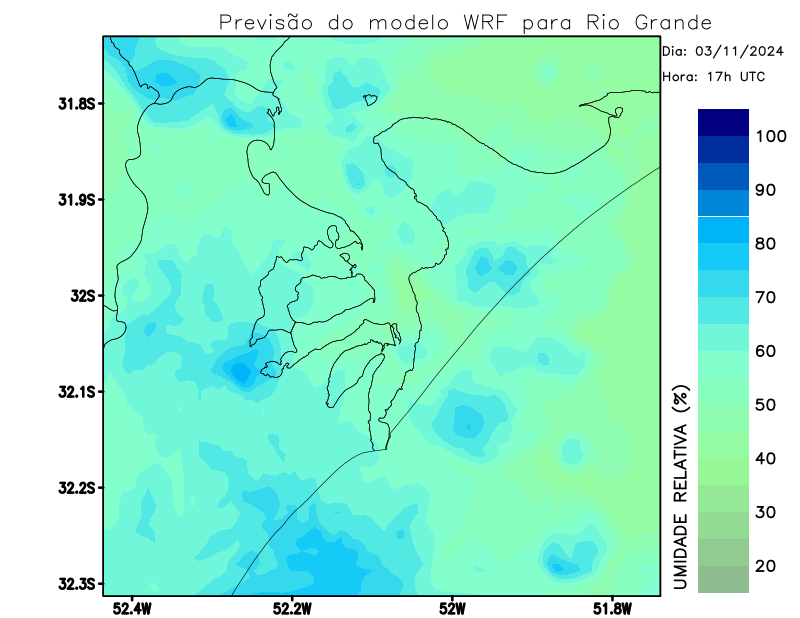 Previsão do modelo WRF para Rio Grande
Dia: 03/11/2024
Hora: 17h UTC
31.8S
31.9S
32S
32.1S
32.2S
32.3S
52.4W
52.2W
52W
51.8W
100
90
80
70
60
50
40
30
20
UMIDADE RELATIVA (%)